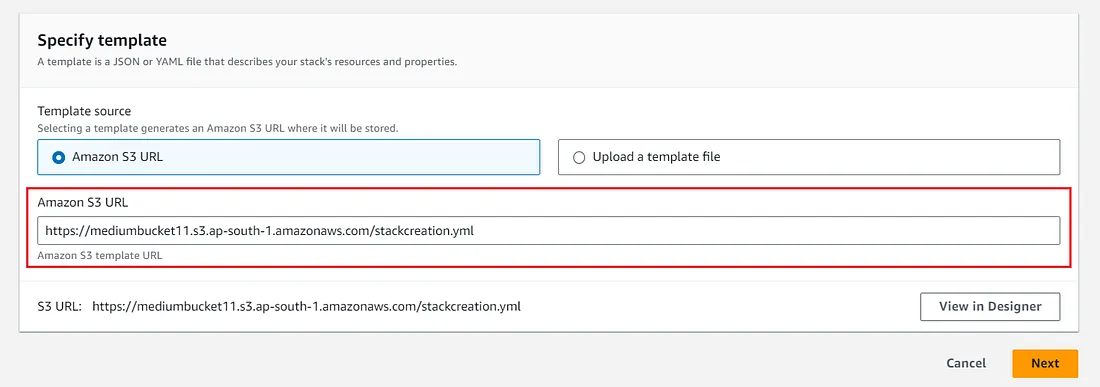 Specify template
A template is a JSON or YAML file that describes your stack's resources and properties.
Template source
Selecting a template generates an Amazon S3 URL where it will be stored.
Amazon S3 URL
Upload a template file
Amazon S3 URL
https://mediumbucket11.s3.ap-south-1.amazonaws.com/stackcreation.yml
Amazon S3 template URL
S3 URL: https://mediumbucket11.s3.ap-south-1.amazonaws.com/stackcreation.yml
View in Designer
Cancel
Next